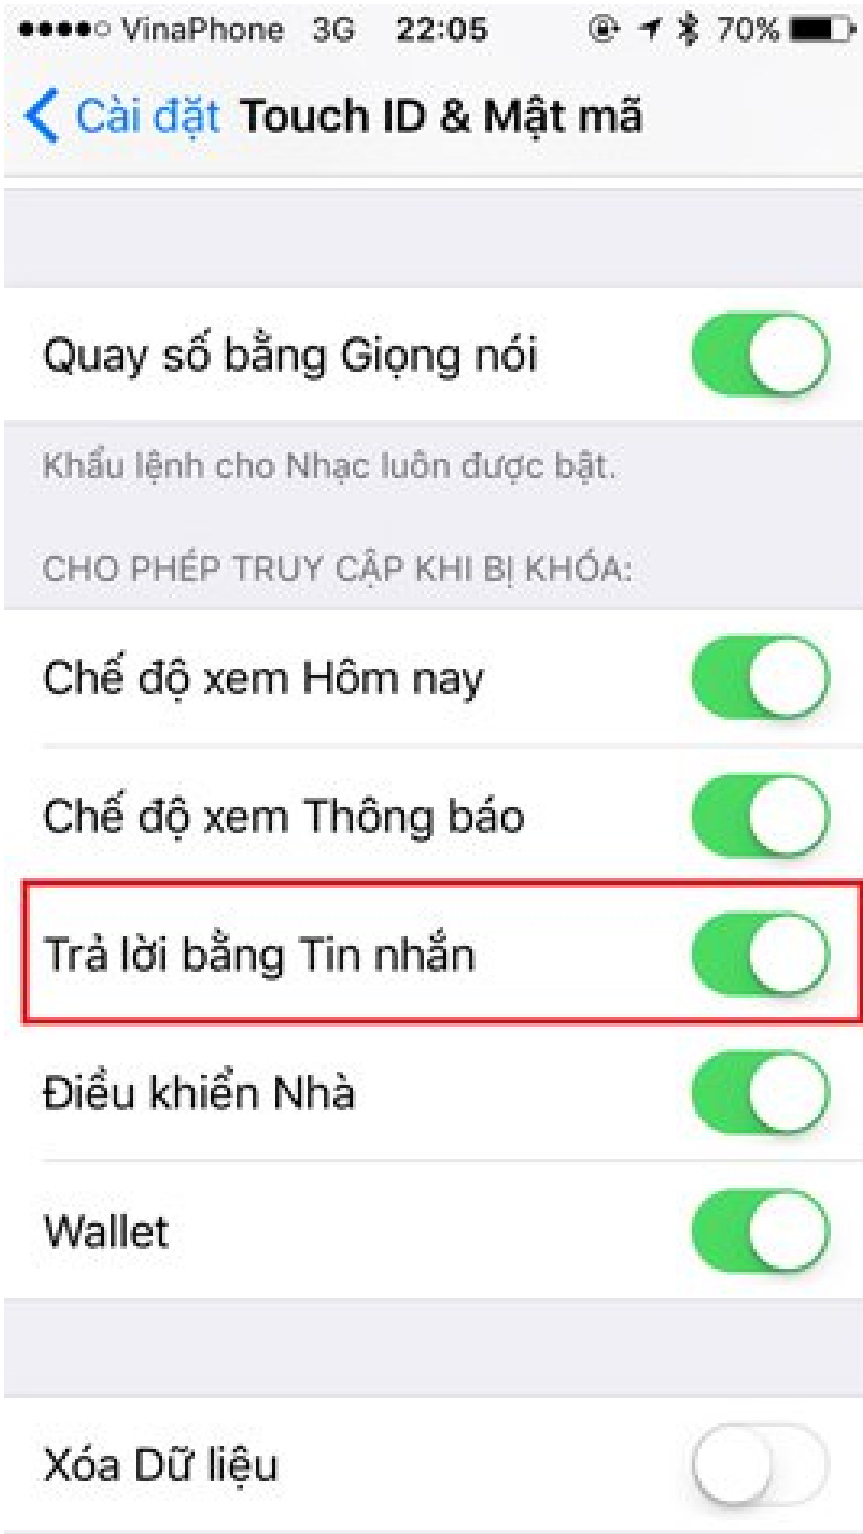 VinaPhone 3G 22:05 70%
Cài đặt Touch ID & Mật mã
Quay số bằng Giọng nói
Khẩu lệnh cho Nhạc luôn được bật.
CHO PHÉP TRUY CẬP KHI BỊ KHÓA:
Chế độ xem Hôm nay
Chế độ xem Thông báo
Trả lời bằng Tin nhắn
Điều khiển Nhà
Wallet
Xóa Dữ liệu